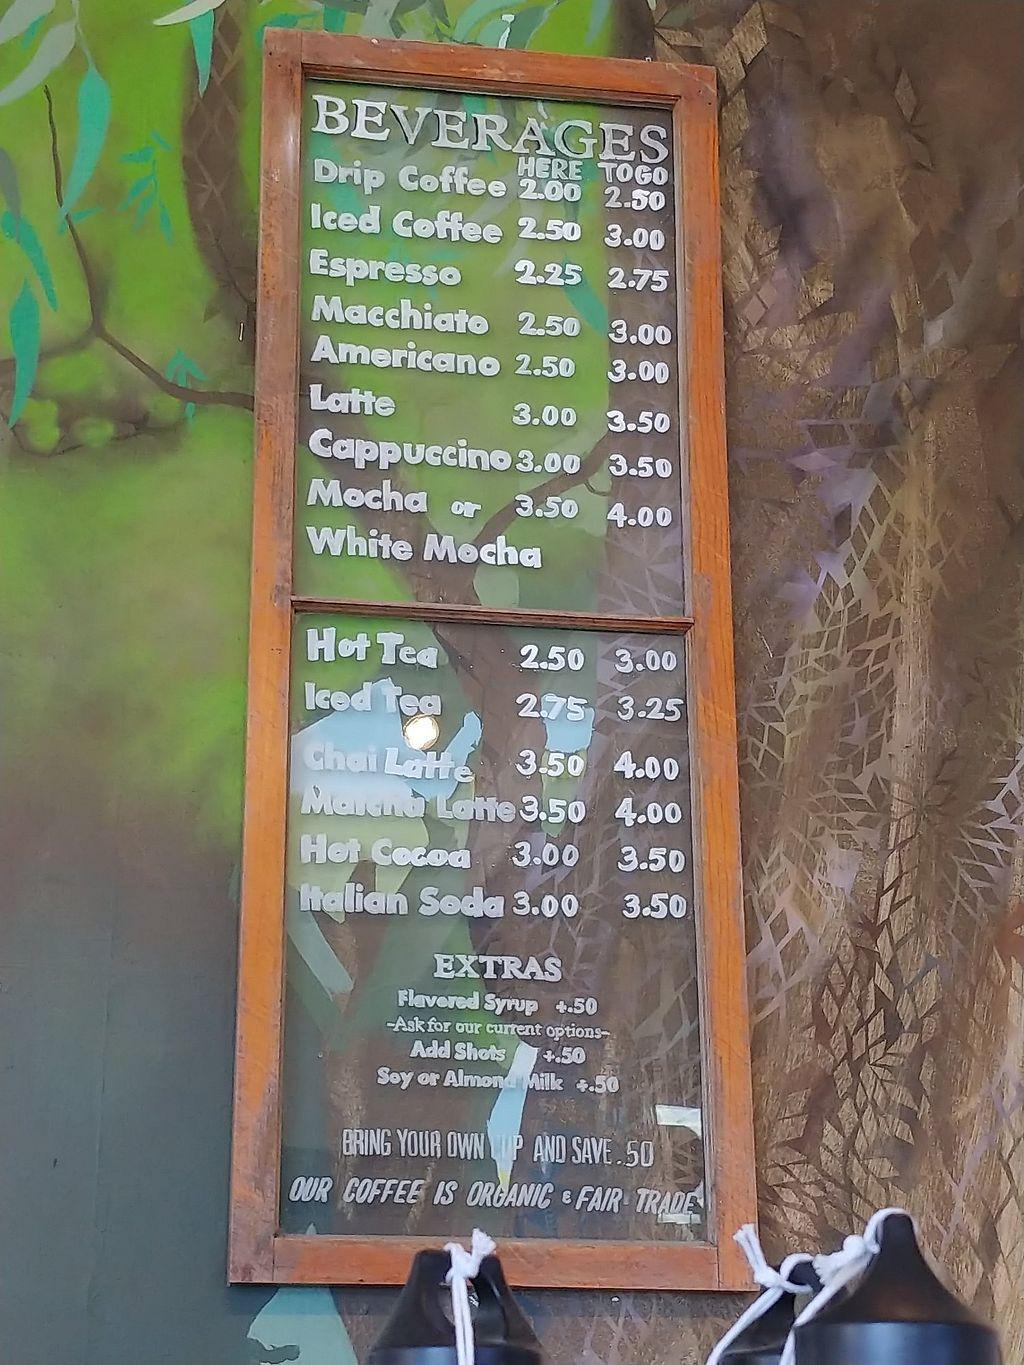 BEVERAGES
HERE TO GO
Drip Coffee 2.00 2.50
Iced Coffee 2.50 3.00
Espresso 2.25 2.75
Macchiato 2.50 3.00
Americano 2.50 3.00
Latte 3.00 3.50
Cappuccino 3.00 3.50
Mocha or 3.50 4.00
White Mocha
Hot Tea 2.50 3.00
Iced Tea 2.75 3.25
Chai Latte 3.50 4.00
Matcha Latte 3.50 4.00
Hot Cocoa 3.00 3.50
Italian Soda 3.00 3.50
EXTRAS
Flavored Syrup +.50
-Ask for our current options-
Add Shots +.50
Soy or Almond Milk +.50
BRING YOUR OWN CUP AND SAVE .50
OUR COFFEE IS ORGANIC & FAIR TRADE